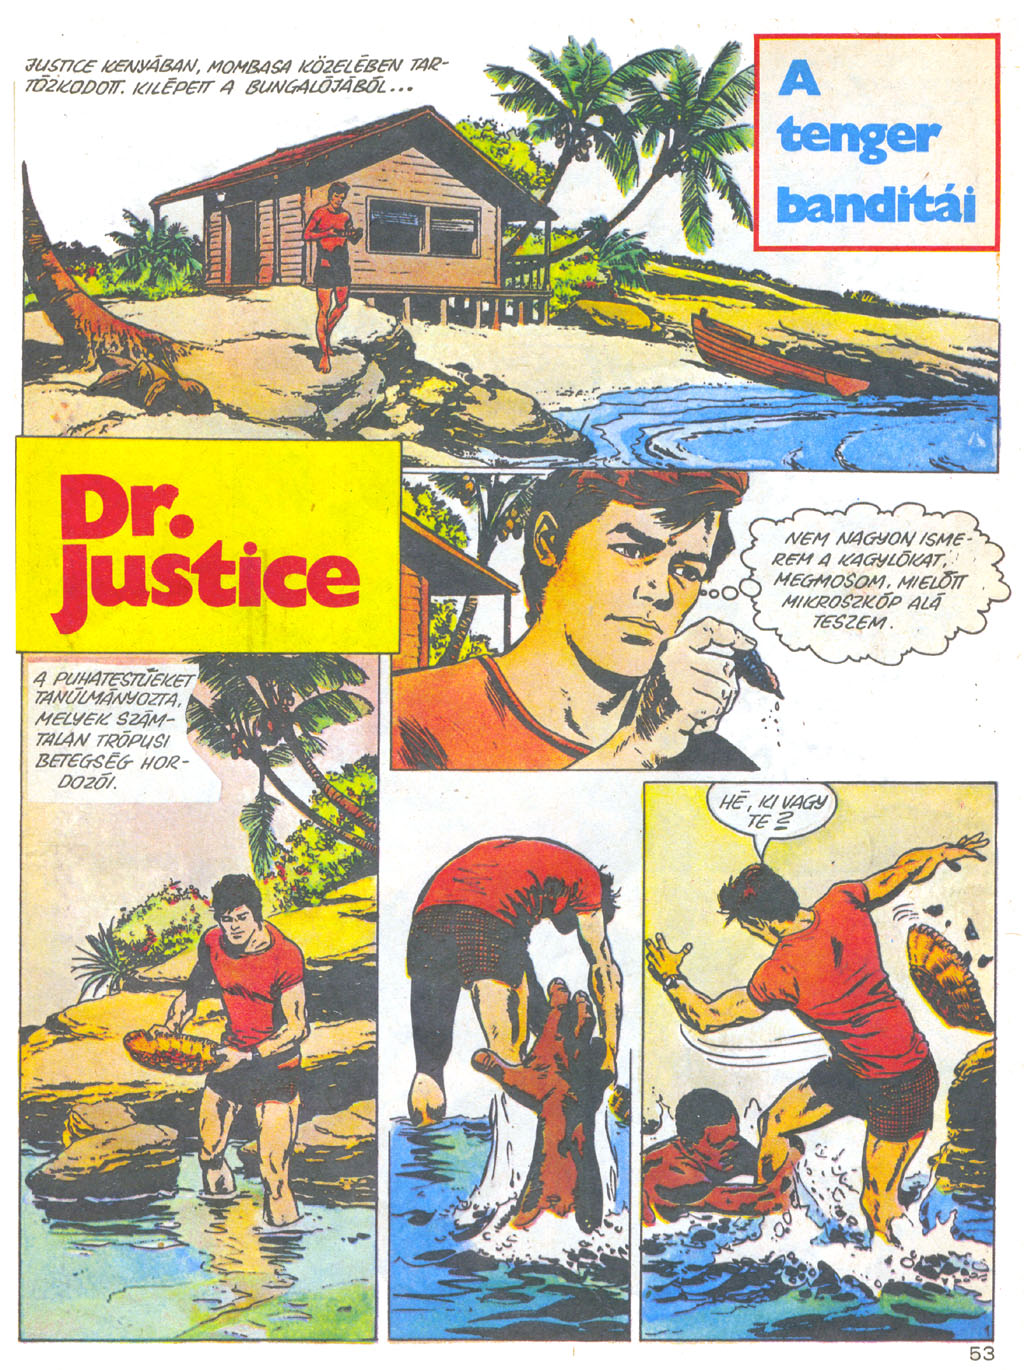 JUSTICE KENYÁBAN, MOMBASA KÖZELÉBEN TAR-
TÓZKODOTT. KILÉPETT A BUNGALÓJÁBÓL...
A
tenger
banditái
Dr.
Justice
NEM NAGYON ISME-
REM A KAGYLÓKAT,
MEGMOSOM, MIELŐTT
MIKROSZKÓP ALÁ
TESZEM.
A PUHATESTŰEKET
TANÚLMÁNYOZTA,
MELYEK SZÁM-
TALAN TRÓPUSI
BETEGSÉG HOR-
DOZÓI.
HÉ, KI VAGY
TE?
53